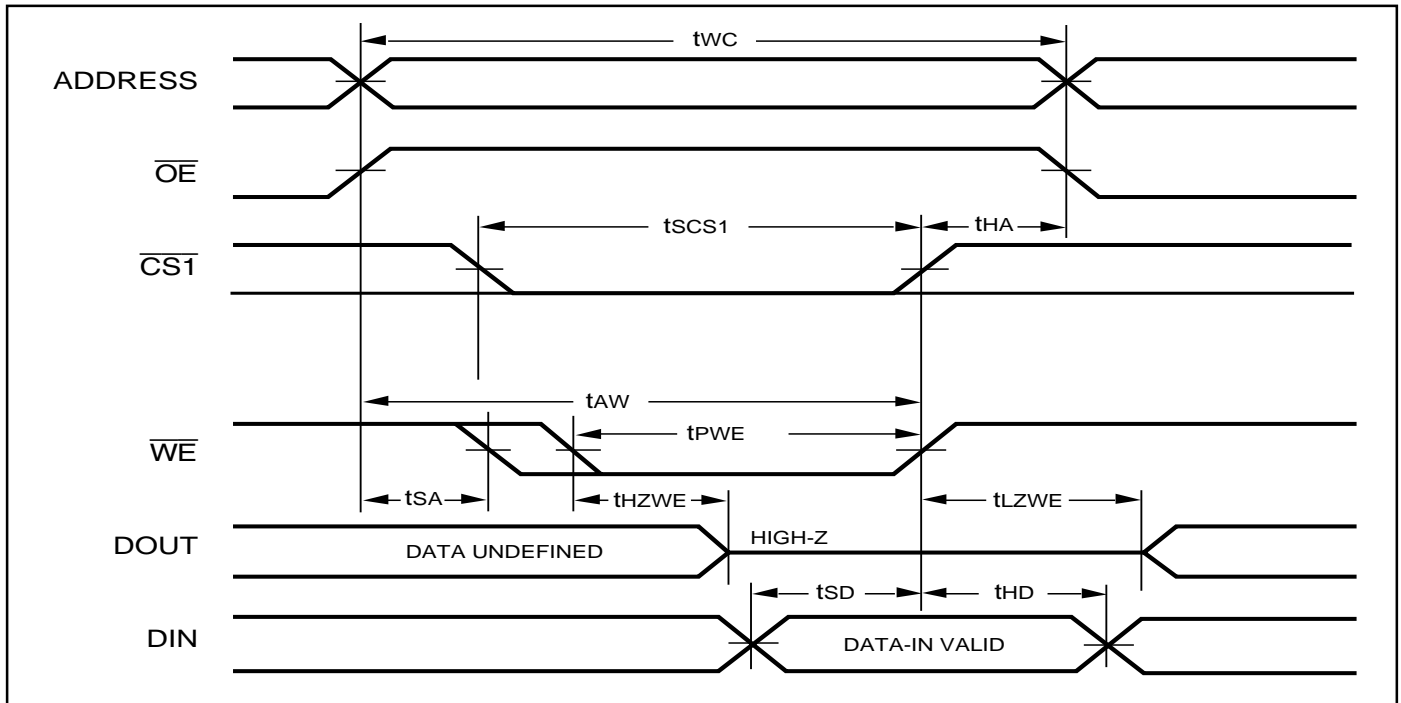 tWC
ADDRESS
OE
tSCS1
tHA
CS1
tAW
tPWE
WE
tSA
tHZWE
tLZWE
DOUT
DATA UNDEFINED
HIGH-Z
tSD
tHD
DIN
DATA-IN VALID